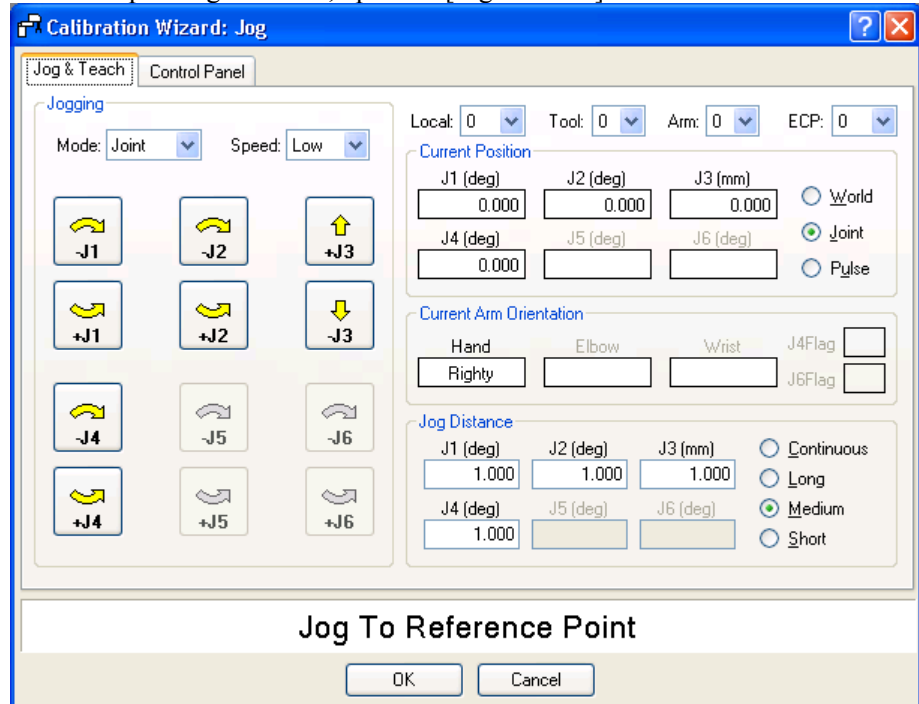 Calibration Wizard: Jog
Jog & Teach Control Panel
Jogging
Mode: Joint Speed: Low
-J1 -J2 +J3
+J1 +J2 -J3
-J4 -J5 -J6
+J4 +J5 +J6
Local: 0 Tool: 0 Arm: 0 ECP: 0
Current Position
J1 (deg) J2 (deg) J3 (mm)
0.000 0.000 0.000
J4 (deg) J5 (deg) J6 (deg)
0.000
World
Joint
Pulse
Current Arm Orientation
Hand Elbow Wrist
Righty
J4Flag
J6Flag
Jog Distance
J1 (deg) J2 (deg) J3 (mm)
1.000 1.000 1.000
J4 (deg) J5 (deg) J6 (deg)
1.000
Continuous
Long
Medium
Short
Jog To Reference Point
OK Cancel